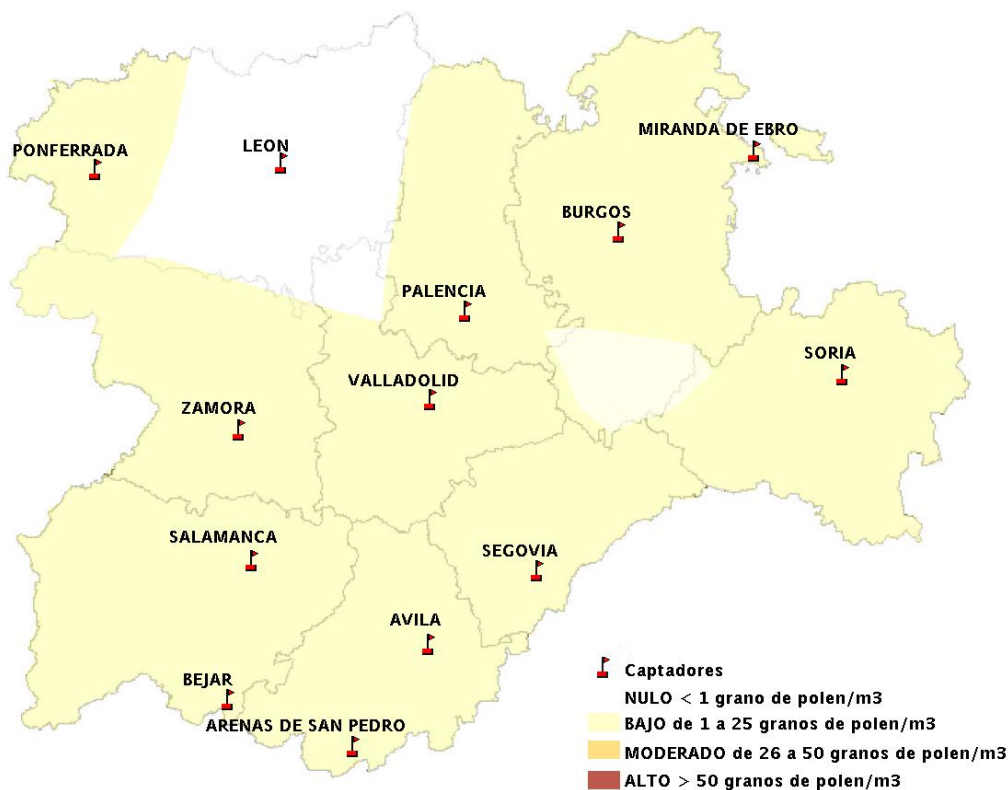 MIRANDA DE EBRO
LEON
PONFERRADA
BURGOS
PALENCIA
SORIA
VALLADOLID
ZAMORA
SALAMANCA
SEGOVIA
AVILA
BEJAR
ARENAS DE SAN PEDRO
Captadores
NULO < 1 grano de polen/m3
BAJO de 1 a 25 granos de polen/m3
MODERADO de 26 a 50 granos de polen/m3
ALTO > 50 granos de polen/m3